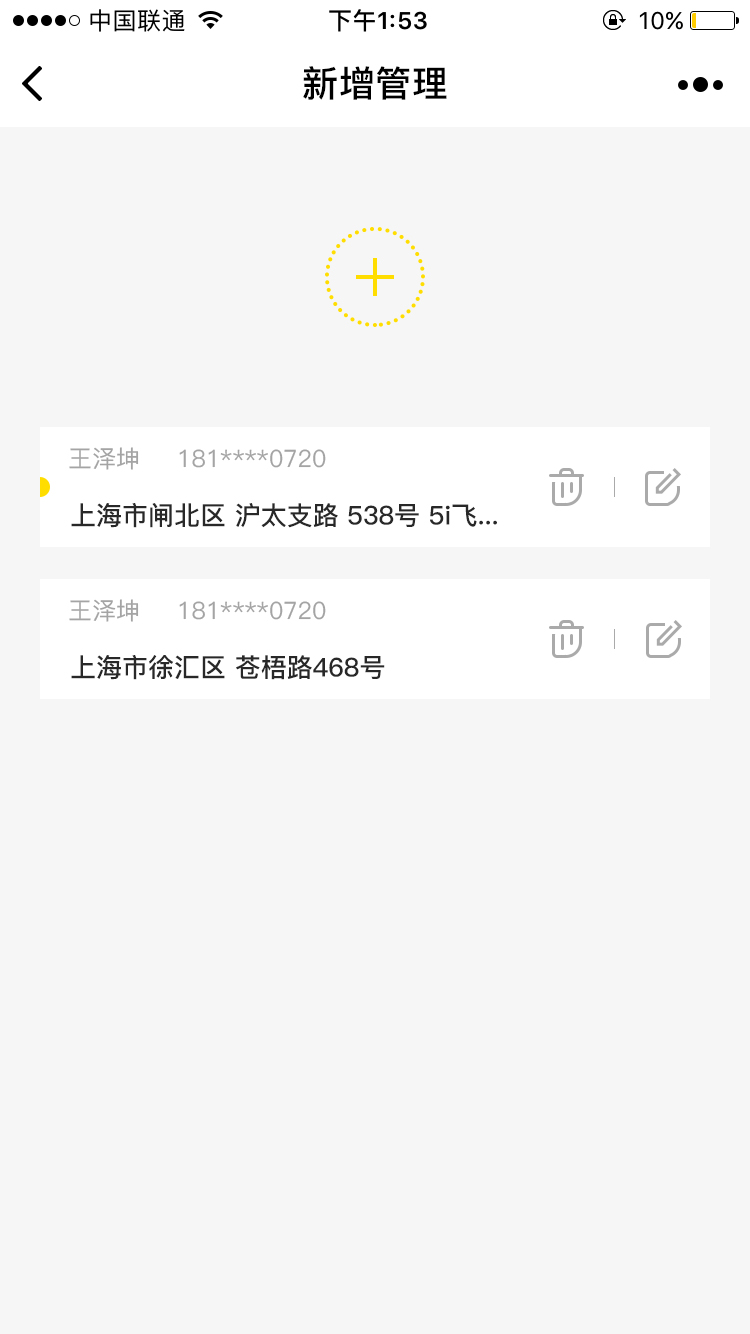 中国联通 下午1:53 10%
新增管理
王泽坤 181****0720
上海市闸北区 沪太支路 538号 5i飞...
王泽坤 181****0720
上海市徐汇区 苍梧路468号